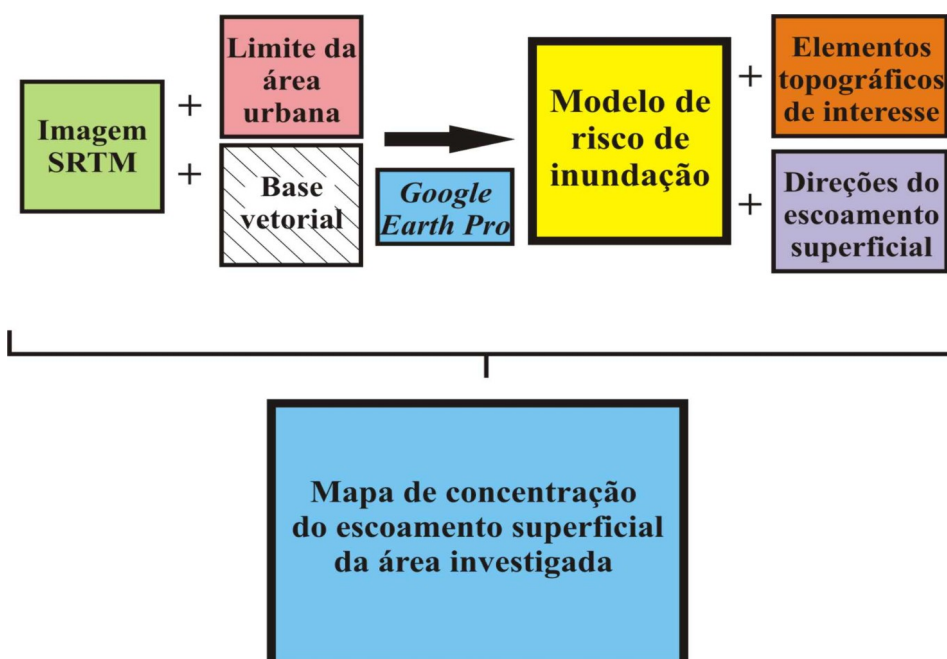 Imagem
SRTM
+
+
Limite da
área
urbana
Base
vetorial
Google
Earth Pro
Modelo de
risco de
inundação
+
+
Elementos
topográficos
de interesse
Direções do
escoamento
superficial
Mapa de concentração
do escoamento superficial
da área investigada